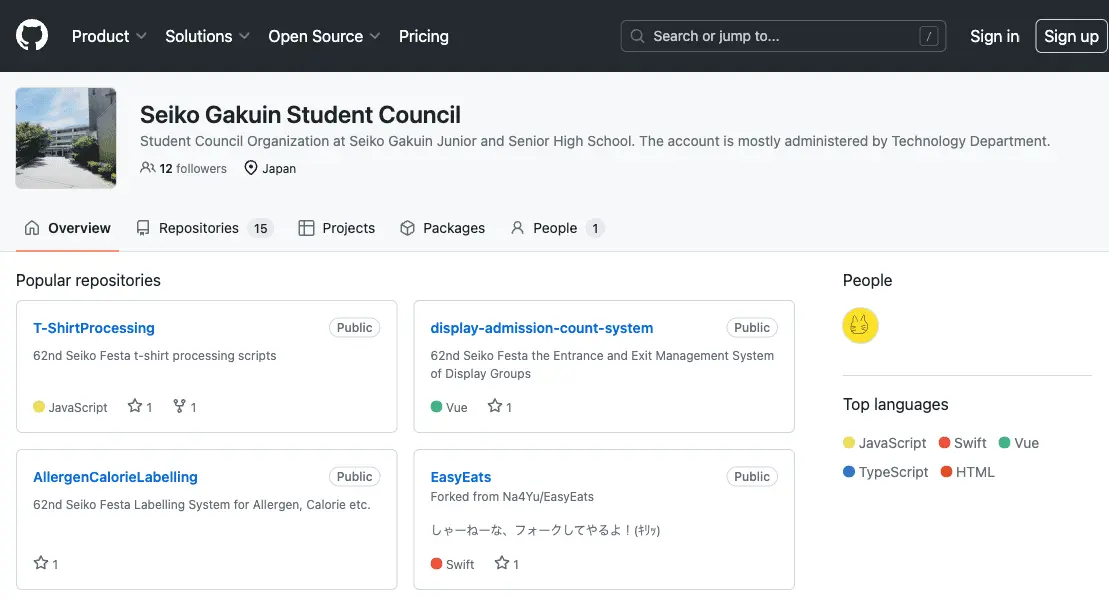 Product Solutions Open Source Pricing Search or jump to... / Sign in Sign up
Seiko Gakuin Student Council
Student Council Organization at Seiko Gakuin Junior and Senior High School. The account is mostly administered by Technology Department.
12 followers Japan
Overview Repositories 15 Projects Packages People 1
Popular repositories
T-ShirtProcessing Public
62nd Seiko Festa t-shirt processing scripts
JavaScript 1 1
display-admission-count-system Public
62nd Seiko Festa the Entrance and Exit Management System
of Display Groups
Vue 1
AllergenCalorieLabelling Public
62nd Seiko Festa Labelling System for Allergen, Calorie etc.
1
EasyEats Public
Forked from Na4Yu/EasyEats
しゃーねーな、フォークしてやるよ！(ｷﾘｯ)
Swift 1
People
Top languages
JavaScript Swift Vue
TypeScript HTML